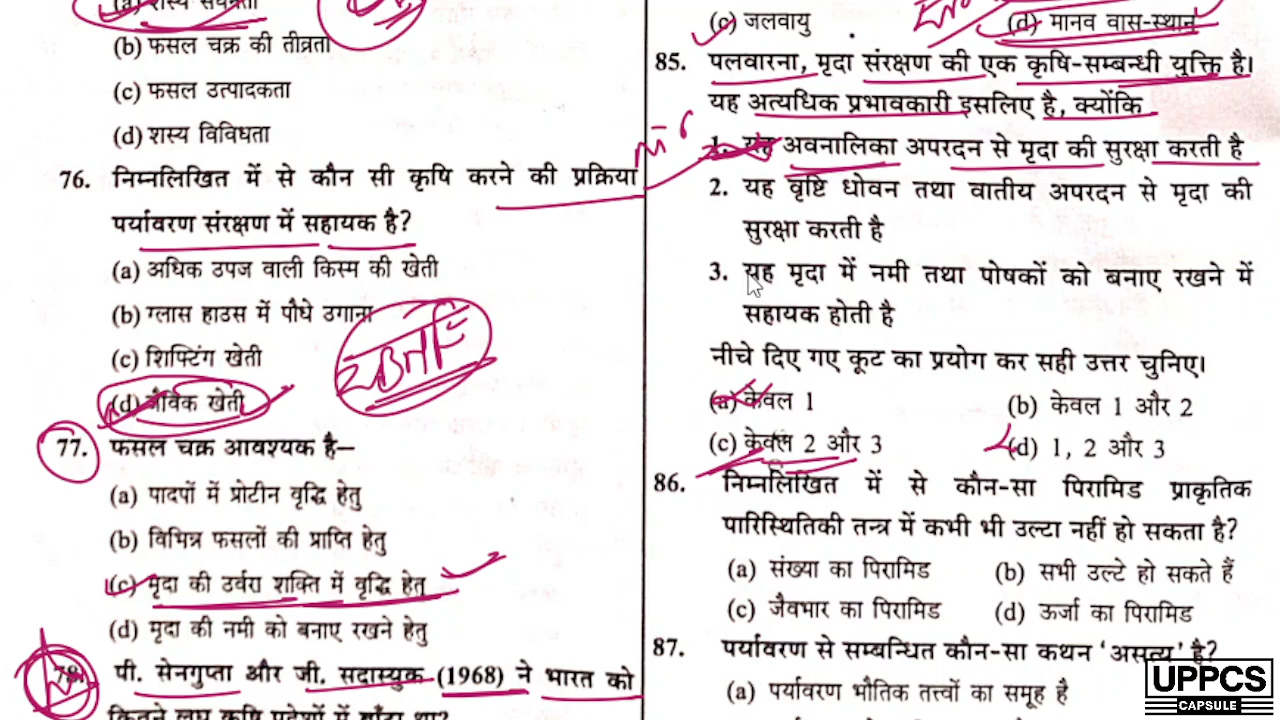 (a) शस्य सघनता
(b) फसल चक्र की तीव्रता
(c) फसल उत्पादकता
(d) शस्य विविधता
76. निम्नलिखित में से कौन सी कृषि करने की प्रक्रिया
पर्यावरण संरक्षण में सहायक है?
(a) अधिक उपज वाली किस्म की खेती
(b) ग्लास हाउस में पौधे उगाना
(c) शिफ्टिंग खेती
(d) जैविक खेती
77. फसल चक्र आवश्यक है–
(a) पादपों में प्रोटीन वृद्धि हेतु
(b) विभिन्न फसलों की प्राप्ति हेतु
(c) मृदा की उर्वरा शक्ति में वृद्धि हेतु
(d) मृदा की नमी को बनाए रखने हेतु
78. पी. सेनगुप्ता और जी. सदास्युक (1968) ने भारत को
कितने लघु कृषि प्रदेशों में बाँटा था?
(c) जलवायु
(d) मानव वास-स्थान
85. पलवारना, मृदा संरक्षण की एक कृषि-सम्बन्धी युक्ति है।
यह अत्यधिक प्रभावकारी इसलिए है, क्योंकि
1. यह अवनालिका अपरदन से मृदा की सुरक्षा करती है
2. यह वृष्टि धोवन तथा वातीय अपरदन से मृदा की
सुरक्षा करती है
3. यह मृदा में नमी तथा पोषकों को बनाए रखने में
सहायक होती है
नीचे दिए गए कूट का प्रयोग कर सही उत्तर चुनिए।
(a) केवल 1 (b) केवल 1 और 2
(c) केवल 2 और 3 (d) 1, 2 और 3
86. निम्नलिखित में से कौन-सा पिरामिड प्राकृतिक
पारिस्थितिकी तन्त्र में कभी भी उल्टा नहीं हो सकता है?
(a) संख्या का पिरामिड (b) सभी उल्टे हो सकते हैं
(c) जैवभार का पिरामिड (d) ऊर्जा का पिरामिड
87. पर्यावरण से सम्बन्धित कौन-सा कथन ‘असत्य’ है?
(a) पर्यावरण भौतिक तत्त्वों का समूह है
UPPCS
CAPSULE